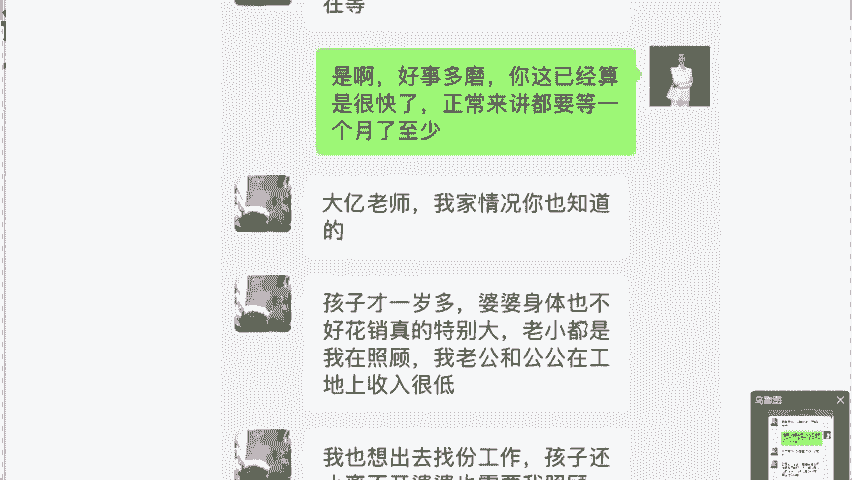 在等
是啊，好事多磨，你这已经算
是很快了，正常来讲都要等一
个月了至少
大亿老师，我家情况你也知道
的
孩子才一岁多，婆婆身体也不
好花销真的特别大，老小都是
我在照顾，我老公和公公在工
地上收入很低
我也想出去找份工作，孩子还